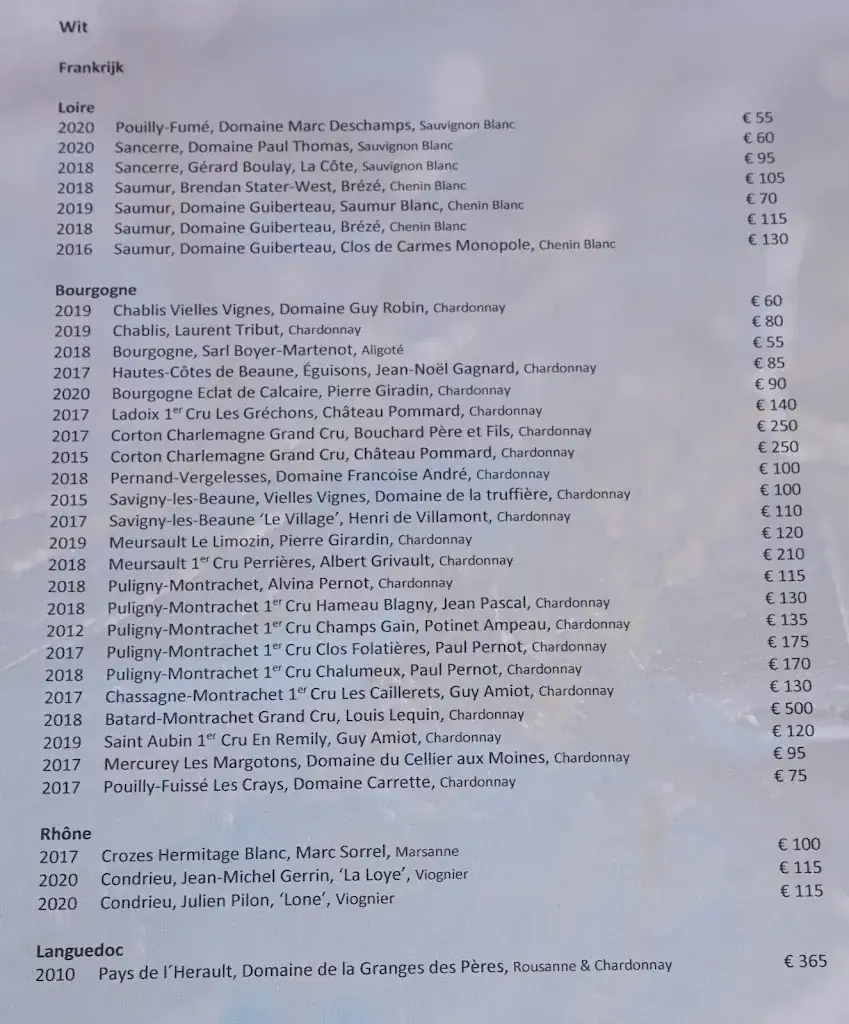 Wit
Frankrijk
Loire
2020 Pouilly-Fumé, Domaine Marc Deschamps, Sauvignon Blanc € 55
2020 Sancerre, Domaine Paul Thomas, Sauvignon Blanc € 60
2018 Sancerre, Gérard Boulay, La Côte, Sauvignon Blanc € 95
2018 Saumur, Brendan Stater-West, Brézé, Chenin Blanc € 105
2019 Saumur, Domaine Guiberteau, Saumur Blanc, Chenin Blanc € 70
2018 Saumur, Domaine Guiberteau, Brézé, Chenin Blanc € 115
2016 Saumur, Domaine Guiberteau, Clos de Carmes Monopole, Chenin Blanc € 130
Bourgogne
2019 Chablis Vielles Vignes, Domaine Guy Robin, Chardonnay € 60
2019 Chablis, Laurent Tribut, Chardonnay € 80
2018 Bourgogne, Sarl Boyer-Martenot, Aligoté € 55
2017 Hautes-Côtes de Beaune, Éguisons, Jean-Noël Gagnard, Chardonnay € 85
2020 Bourgogne Eclat de Calcaire, Pierre Giradin, Chardonnay € 90
2017 Ladoix 1er Cru Les Gréchons, Château Pommard, Chardonnay € 140
2017 Corton Charlemagne Grand Cru, Bouchard Père et Fils, Chardonnay € 250
2015 Corton Charlemagne Grand Cru, Château Pommard, Chardonnay € 250
2018 Pernand-Vergelesses, Domaine Francoise André, Chardonnay € 100
2015 Savigny-les-Beaune, Vielles Vignes, Domaine de la truffière, Chardonnay € 100
2017 Savigny-les-Beaune ‘Le Village’, Henri de Villamont, Chardonnay € 110
2019 Meursault Le Limozin, Pierre Girardin, Chardonnay € 120
2018 Meursault 1er Cru Perrières, Albert Grivault, Chardonnay € 210
2018 Puligny-Montrachet, Alvina Pernot, Chardonnay € 115
2018 Puligny-Montrachet 1er Cru Hameau Blagny, Jean Pascal, Chardonnay € 130
2012 Puligny-Montrachet 1er Cru Champs Gain, Potinet Ampeau, Chardonnay € 135
2017 Puligny-Montrachet 1er Cru Clos Folatières, Paul Pernot, Chardonnay € 175
2018 Puligny-Montrachet 1er Cru Chalumeux, Paul Pernot, Chardonnay € 170
2017 Chassagne-Montrachet 1er Cru Les Caillerets, Guy Amiot, Chardonnay € 130
2018 Batard-Montrachet Grand Cru, Louis Lequin, Chardonnay € 500
2019 Saint Aubin 1er Cru En Remily, Guy Amiot, Chardonnay € 120
2017 Mercurey Les Margotons, Domaine du Cellier aux Moines, Chardonnay € 95
2017 Pouilly-Fuissé Les Crays, Domaine Carrette, Chardonnay € 75
Rhône
2017 Crozes Hermitage Blanc, Marc Sorrel, Marsanne € 100
2020 Condrieu, Jean-Michel Gerrin, ‘La Loye’, Viognier € 115
2020 Condrieu, Julien Pilon, ‘Lone’, Viognier € 115
Languedoc
2010 Pays de l´Herault, Domaine de la Granges des Pères, Rousanne & Chardonnay € 365